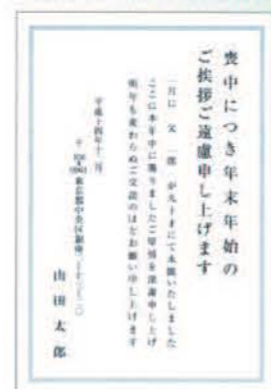 喪中につき年末年始の
ご挨拶ご遠慮申し上げます
一月に 父 一郎 が九十才にて永眠いたしました
ここに本年中に賜りましたご厚情を深謝申し上げ
明年も変わらぬご交誼のほどお願い申し上げます
平成十四年十二月
東京都中央区銀座
山田太郎